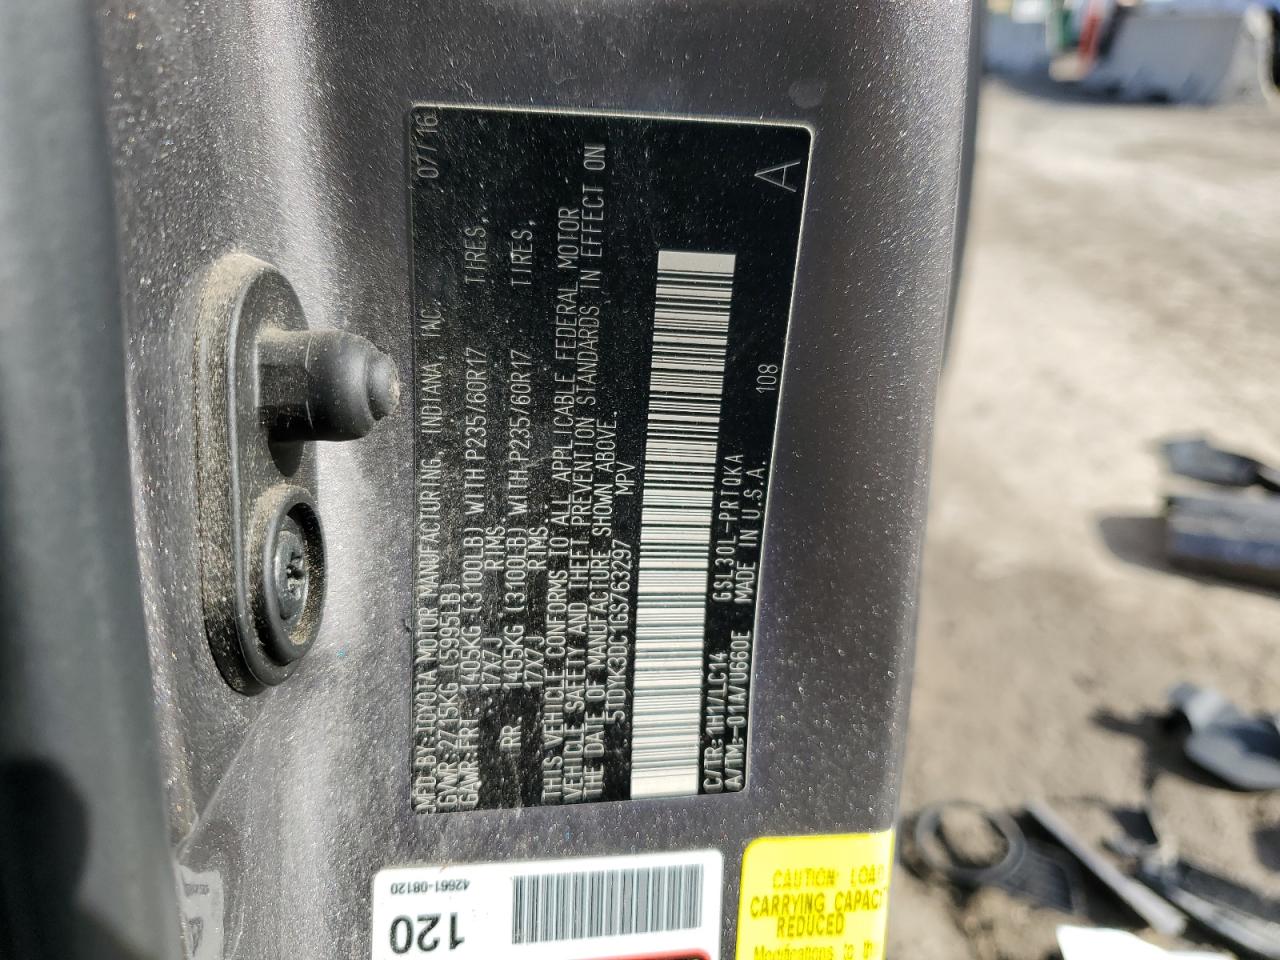 MFD. BY: TOYOTA MOTOR MANUFACTURING, INDIANA, INC. 07/16
GVWR: 2715KG (5995LB)
GAWR:FRT 1405KG (3100LB) WITH P235/60R17 TIRES,
17X7J RIMS
RR 1405KG (3100LB) WITH P235/60R17 TIRES,
17X7J RIMS.
THIS VEHICLE CONFORMS TO ALL APPLICABLE FEDERAL MOTOR
VEHICLE SAFETY AND THEFT PREVENTION STANDARDS IN EFFECT ON
THE DATE OF MANUFACTURE SHOWN ABOVE.
5TDXK3DC1GS763297 MPV
C/TR: 1H1/LC14 GSL30L-PRTQKA 108 A
A/TM: -01A/U660E MADE IN U.S.A.
42661-08120
120
CAUTION: LOAD
CARRYING CAPAC
REDUCED
Modifications to th